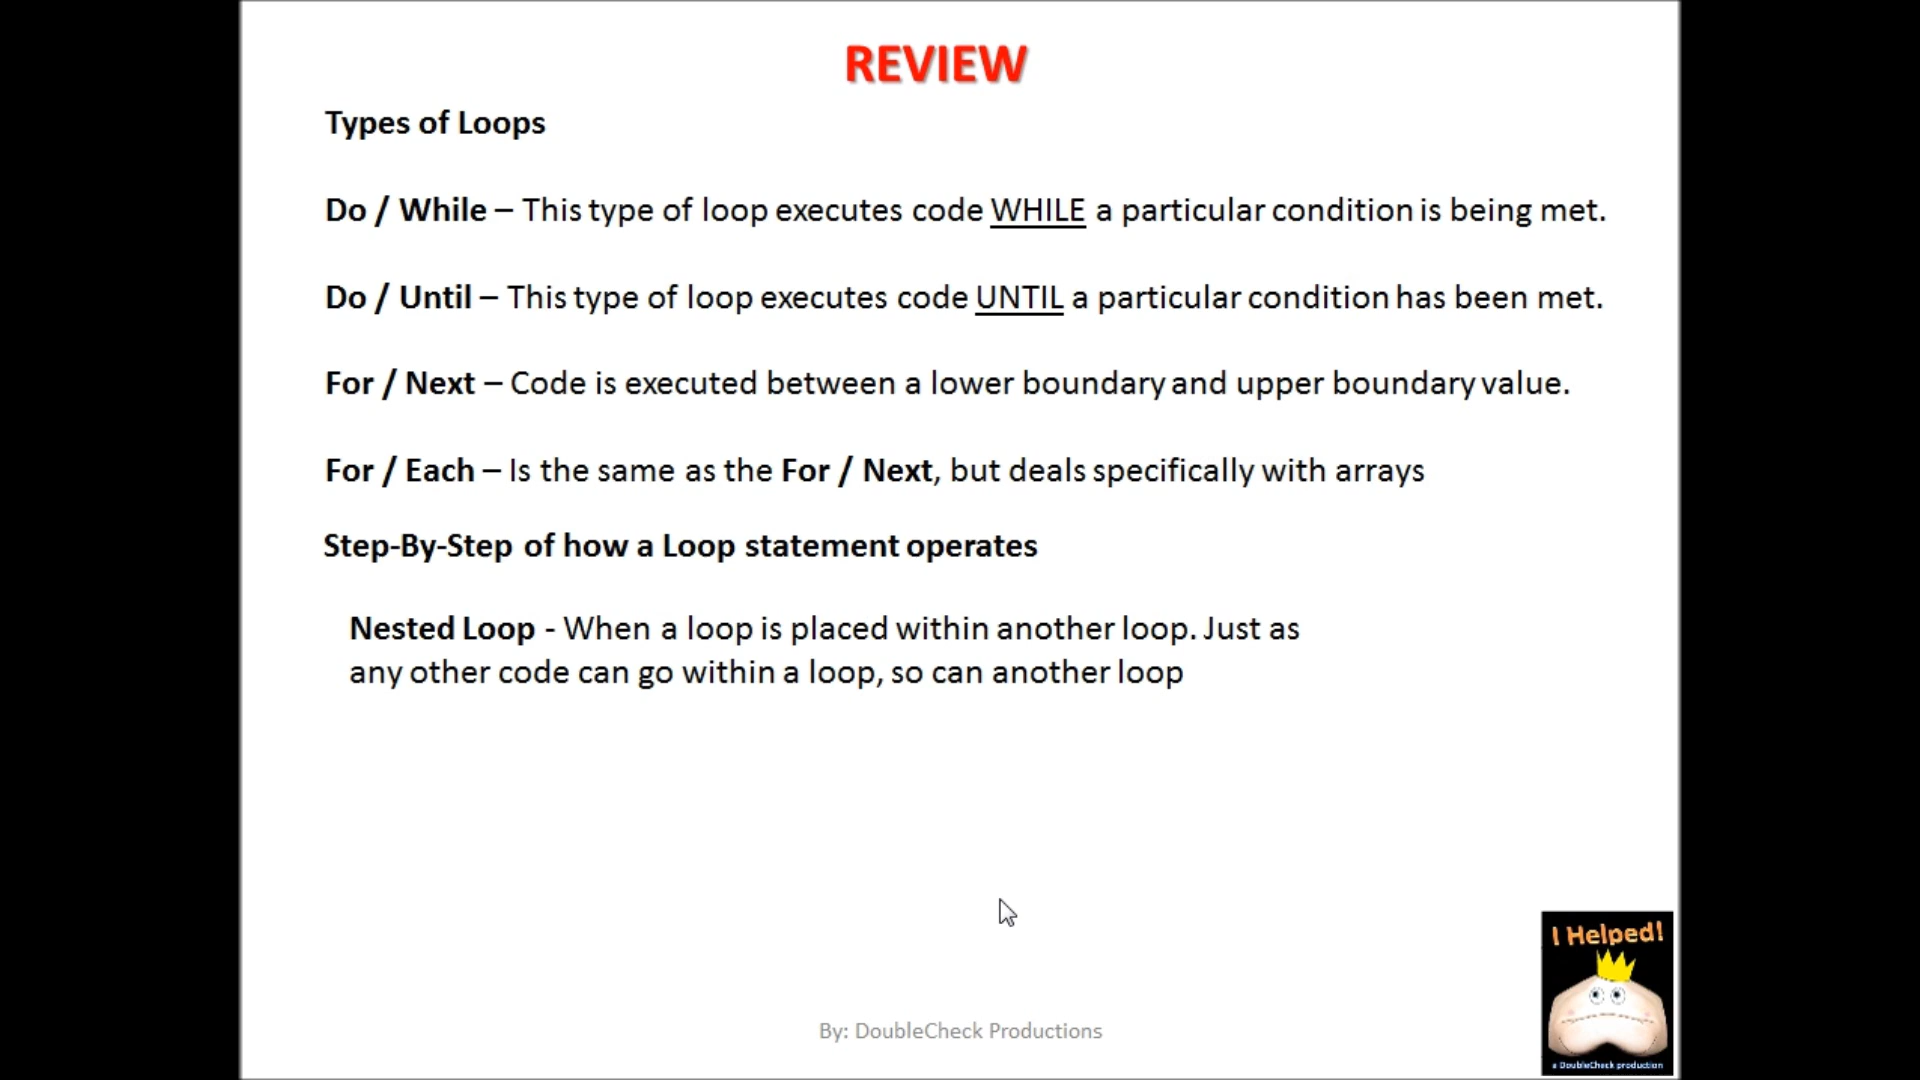 REVIEW
Types of Loops
Do / While – This type of loop executes code WHILE a particular condition is being met.
Do / Until – This type of loop executes code UNTIL a particular condition has been met.
For / Next – Code is executed between a lower boundary and upper boundary value.
For / Each – Is the same as the For / Next, but deals specifically with arrays
Step-By-Step of how a Loop statement operates
Nested Loop - When a loop is placed within another loop. Just as
any other code can go within a loop, so can another loop
I Helped!
a DoubleCheck production
By: DoubleCheck Productions